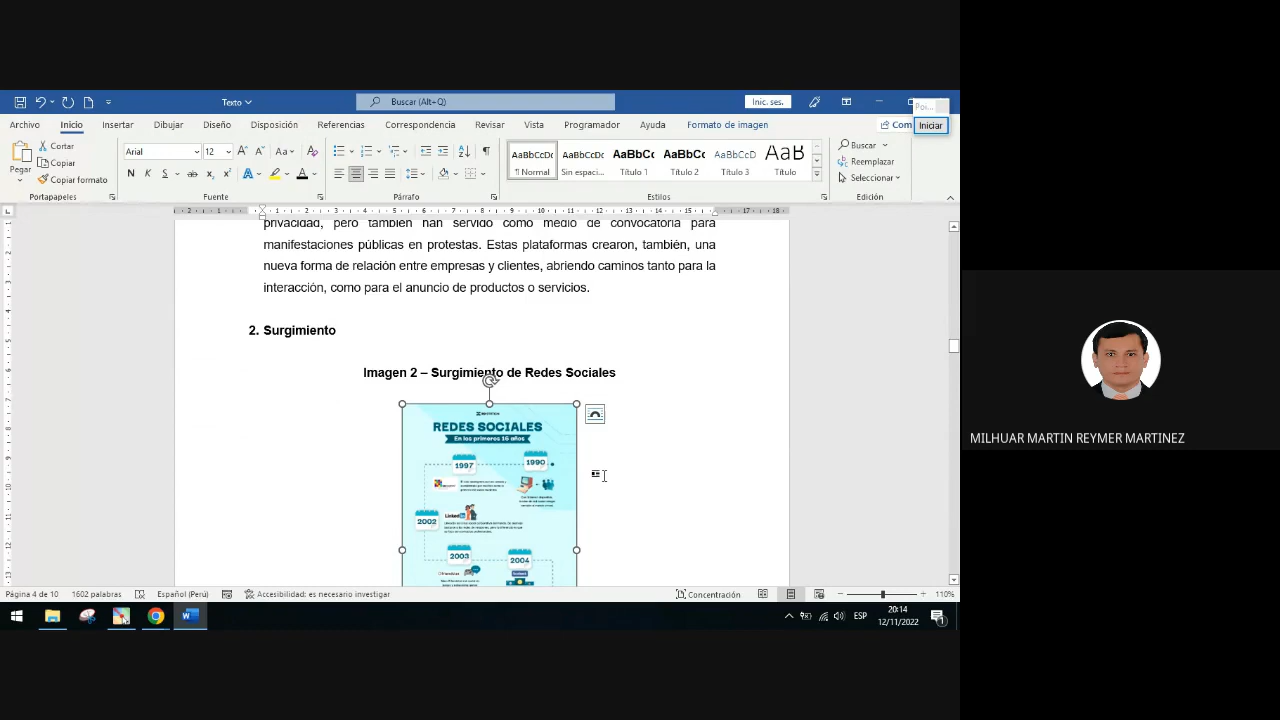 Texto
Buscar (Alt+Q)
Inic. ses.
Archivo Inicio Insertar Dibujar Diseño Disposición Referencias Correspondencia Revisar Vista Programador Ayuda Formato de imagen Com
Iniciar
Pegar
Cortar
Copiar
Copiar formato
Portapapeles
Arial 12
N K S
Fuente
Párrafo
AaBbCcDc AaBbCcDc AaBbCc AaBbCc AaBbCcD AaB
¶ Normal Sin espaci... Título 1 Título 2 Título 3 Título
Estilos
Buscar
Reemplazar
Seleccionar
Edición
privacidad, pero también han servido como medio de convocatoria para
manifestaciones públicas en protestas. Estas plataformas crearon, también, una
nueva forma de relación entre empresas y clientes, abriendo caminos tanto para la
interacción, como para el anuncio de productos o servicios.
2. Surgimiento
Imagen 2 – Surgimiento de Redes Sociales
REDES SOCIALES
En los primeros 16 años
1997 1990
LinkedIn
2002
2003 2004
Página 4 de 10 1602 palabras Español (Perú) Accesibilidad: es necesario investigar Concentración 110%
ESP
20:14
12/11/2022
MILHUAR MARTIN REYMER MARTINEZ